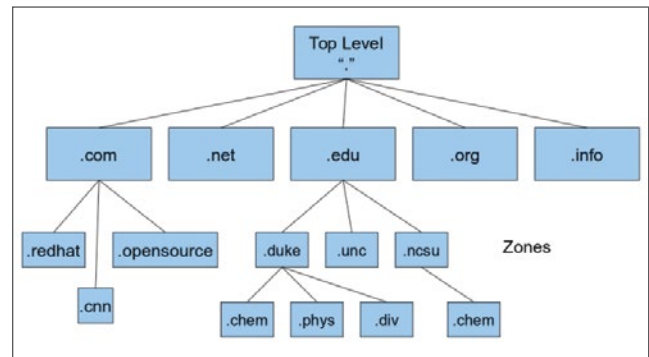 Top Level
“.”
.com
.net
.edu
.org
.info
.redhat
.opensource
.duke
.unc
.ncsu
Zones
.cnn
.chem
.phys
.div
.chem